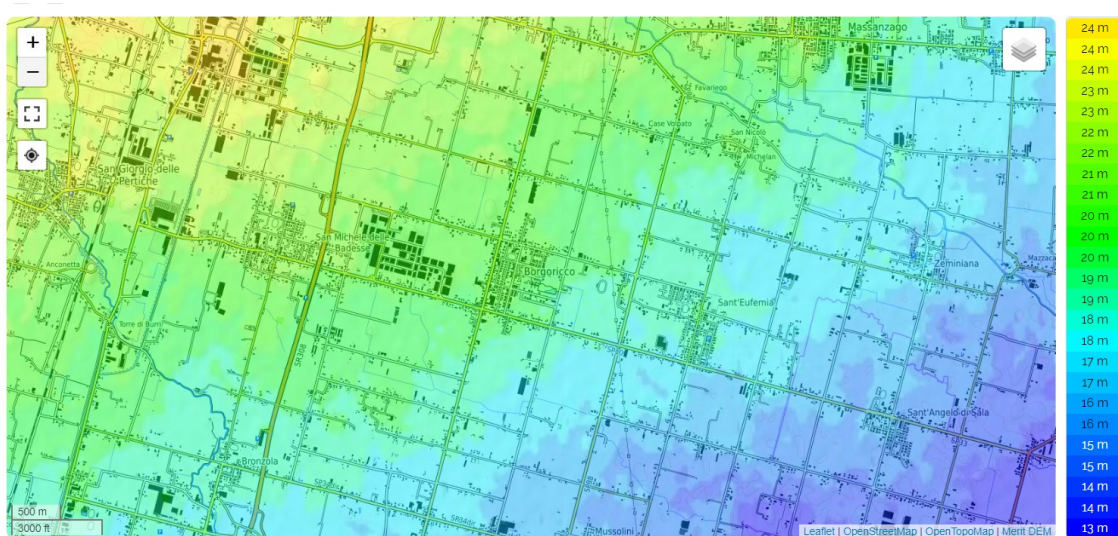 +
−
Massanzago
Favariego
Case Volpato
San Nicolò
Michelan
San Giorgio delle
Pertiche
San Michele delle
Badesse
Anconetta
Borgoricco
Zeminiana
Sant'Eufemia
Torre di Burri
SR308
Sant'Angelo di Sala
Bronzola
Mussolini
500 m
3000 ft
Leaflet | OpenStreetMap | OpenTopoMap | Merit DEM
24 m
24 m
24 m
23 m
23 m
22 m
22 m
21 m
21 m
20 m
20 m
20 m
19 m
19 m
18 m
18 m
17 m
17 m
16 m
16 m
15 m
15 m
14 m
14 m
13 m